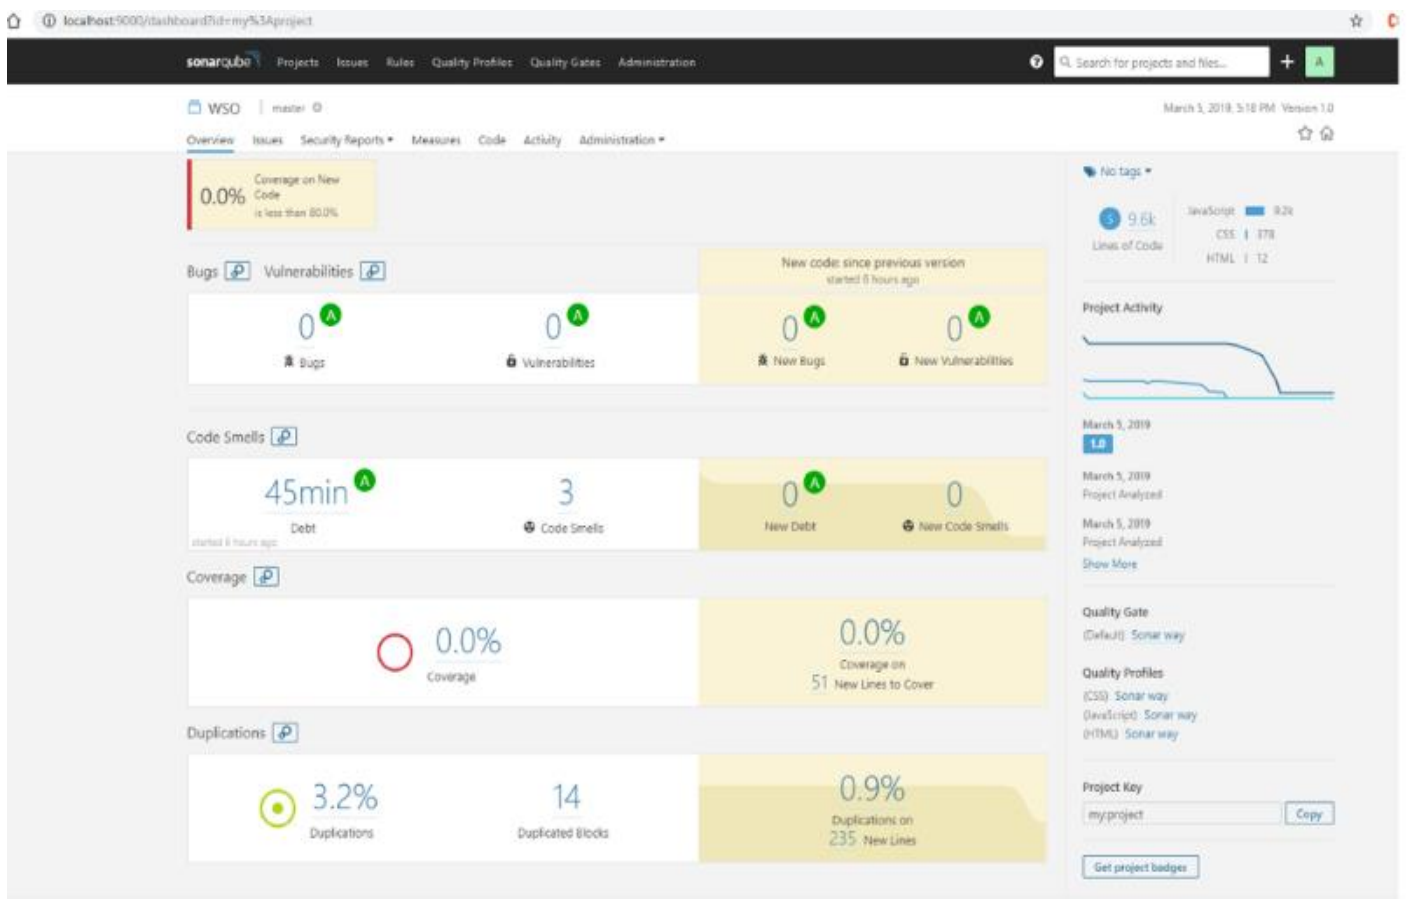 localhost:9000/dashboard?id=my%3Aproject
sonarqube Projects Issues Rules Quality Profiles Quality Gates Administration
Search for projects and files...
+ A
WSO master
March 5, 2019, 5:18 PM Version 1.0
Overview Issues Security Reports Measures Code Activity Administration
0.0% Coverage on New
Code
is less than 80.0%
Bugs Vulnerabilities
New code: since previous version
started 6 hours ago
0 A
Bugs
0 A
Vulnerabilities
0 A
New Bugs
0 A
New Vulnerabilities
Code Smells
45min A
Debt
started 6 hours ago
3
Code Smells
0 A
New Debt
0
New Code Smells
Coverage
0.0%
Coverage
0.0%
Coverage on
51 New Lines to Cover
Duplications
3.2%
Duplications
14
Duplicated Blocks
0.9%
Duplications on
235 New Lines
No tags
S 9.6k
Lines of Code
JavaScript 9.2k
CSS 378
HTML 12
Project Activity
March 5, 2019
1.0
March 5, 2019
Project Analyzed
March 5, 2019
Project Analyzed
Show More
Quality Gate
(Default) Sonar way
Quality Profiles
(CSS) Sonar way
(JavaScript) Sonar way
(HTML) Sonar way
Project Key
my:project
Copy
Get project badges